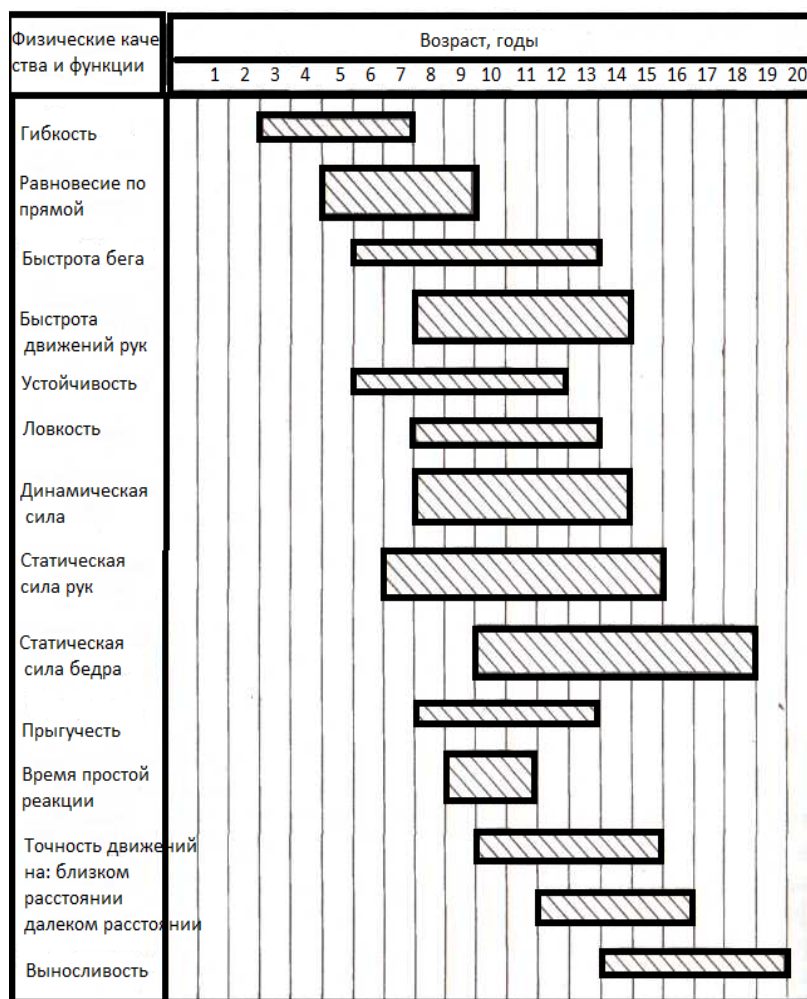 Физические каче
ства и функции
Возраст, годы
1 2 3 4 5 6 7 8 9 10 11 12 13 14 15 16 17 18 19 20
Гибкость
Равновесие по
прямой
Быстрота бега
Быстрота
движений рук
Устойчивость
Ловкость
Динамическая
сила
Статическая
сила рук
Статическая
сила бедра
Прыгучесть
Время простой
реакции
Точность движений
на: близком
расстоянии
далеком расстоянии
Выносливость